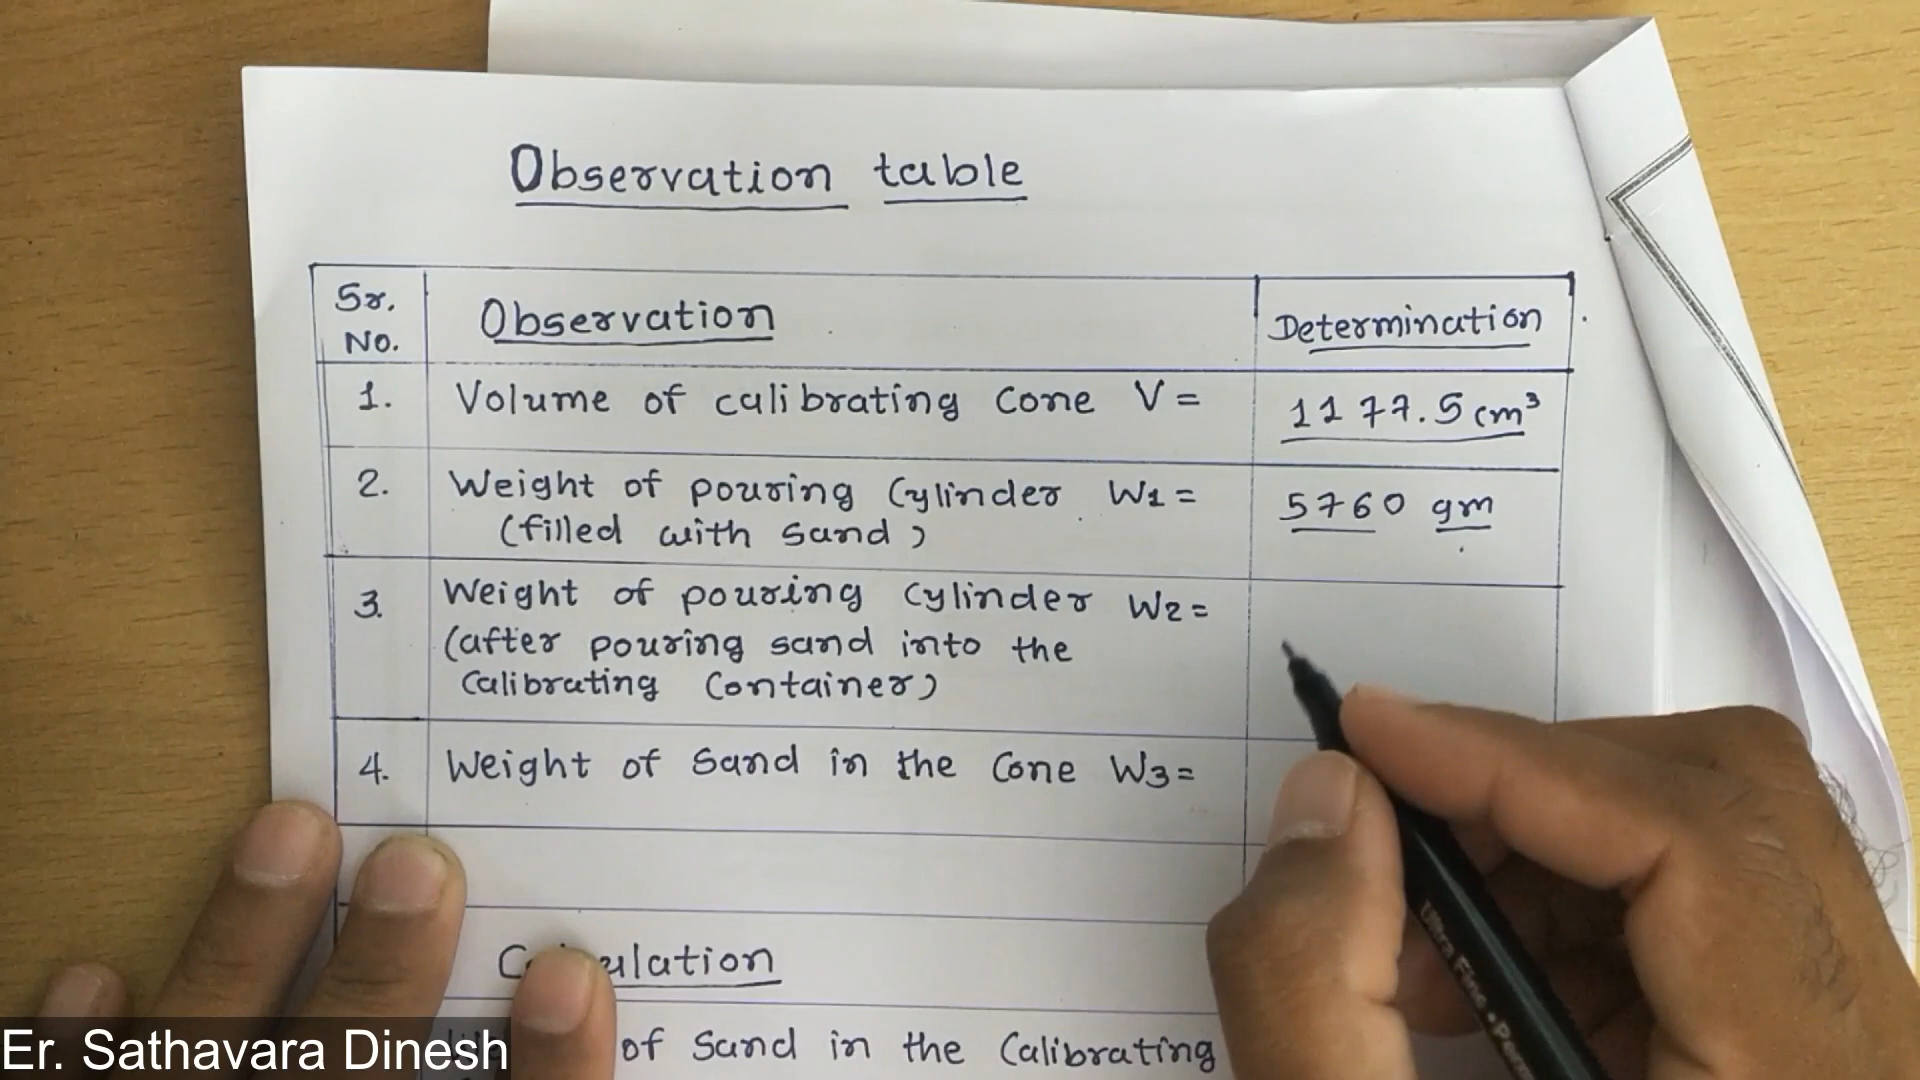 Observation table
Sr.
No.
Observation
Determination
1.
Volume of calibrating Cone V =
1177.5 cm³
2.
Weight of pouring Cylinder W1 =
(filled with sand)
5760 gm
3.
Weight of pouring Cylinder W2 =
(after pouring sand into the
Calibrating Container)
4.
Weight of Sand in the Cone W3 =
of Sand in the Calibrating
Ultra Fine
Er. Sathavara Dinesh